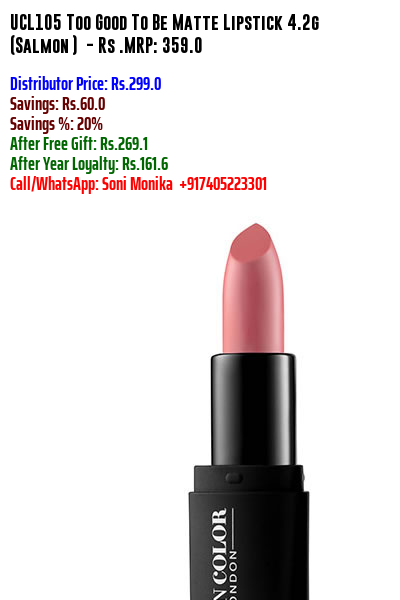 UCL105 Too Good To Be Matte Lipstick 4.2g
(Salmon ) - Rs .MRP: 359.0
Distributor Price: Rs.299.0
Savings: Rs.60.0
Savings %: 20%
After Free Gift: Rs.269.1
After Year Loyalty: Rs.161.6
Call/WhatsApp: Soni Monika +917405223301
N COLOR
ONDON